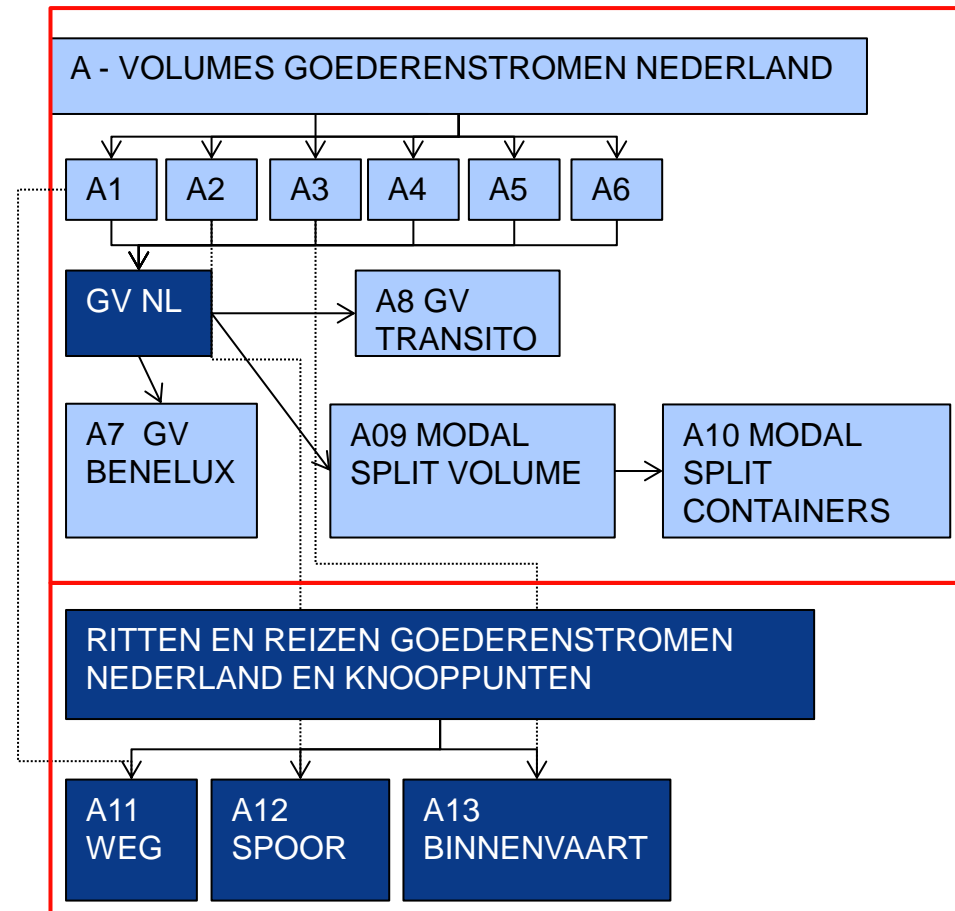 A - VOLUMES GOEDERENSTROMEN NEDERLAND
A1
A2
A3
A4
A5
A6
GV NL
A8 GV
TRANSITO
A7 GV
BENELUX
A09 MODAL
SPLIT VOLUME
A10 MODAL
SPLIT
CONTAINERS
RITTEN EN REIZEN GOEDERENSTROMEN
NEDERLAND EN KNOOPPUNTEN
A11
WEG
A12
SPOOR
A13
BINNENVAART